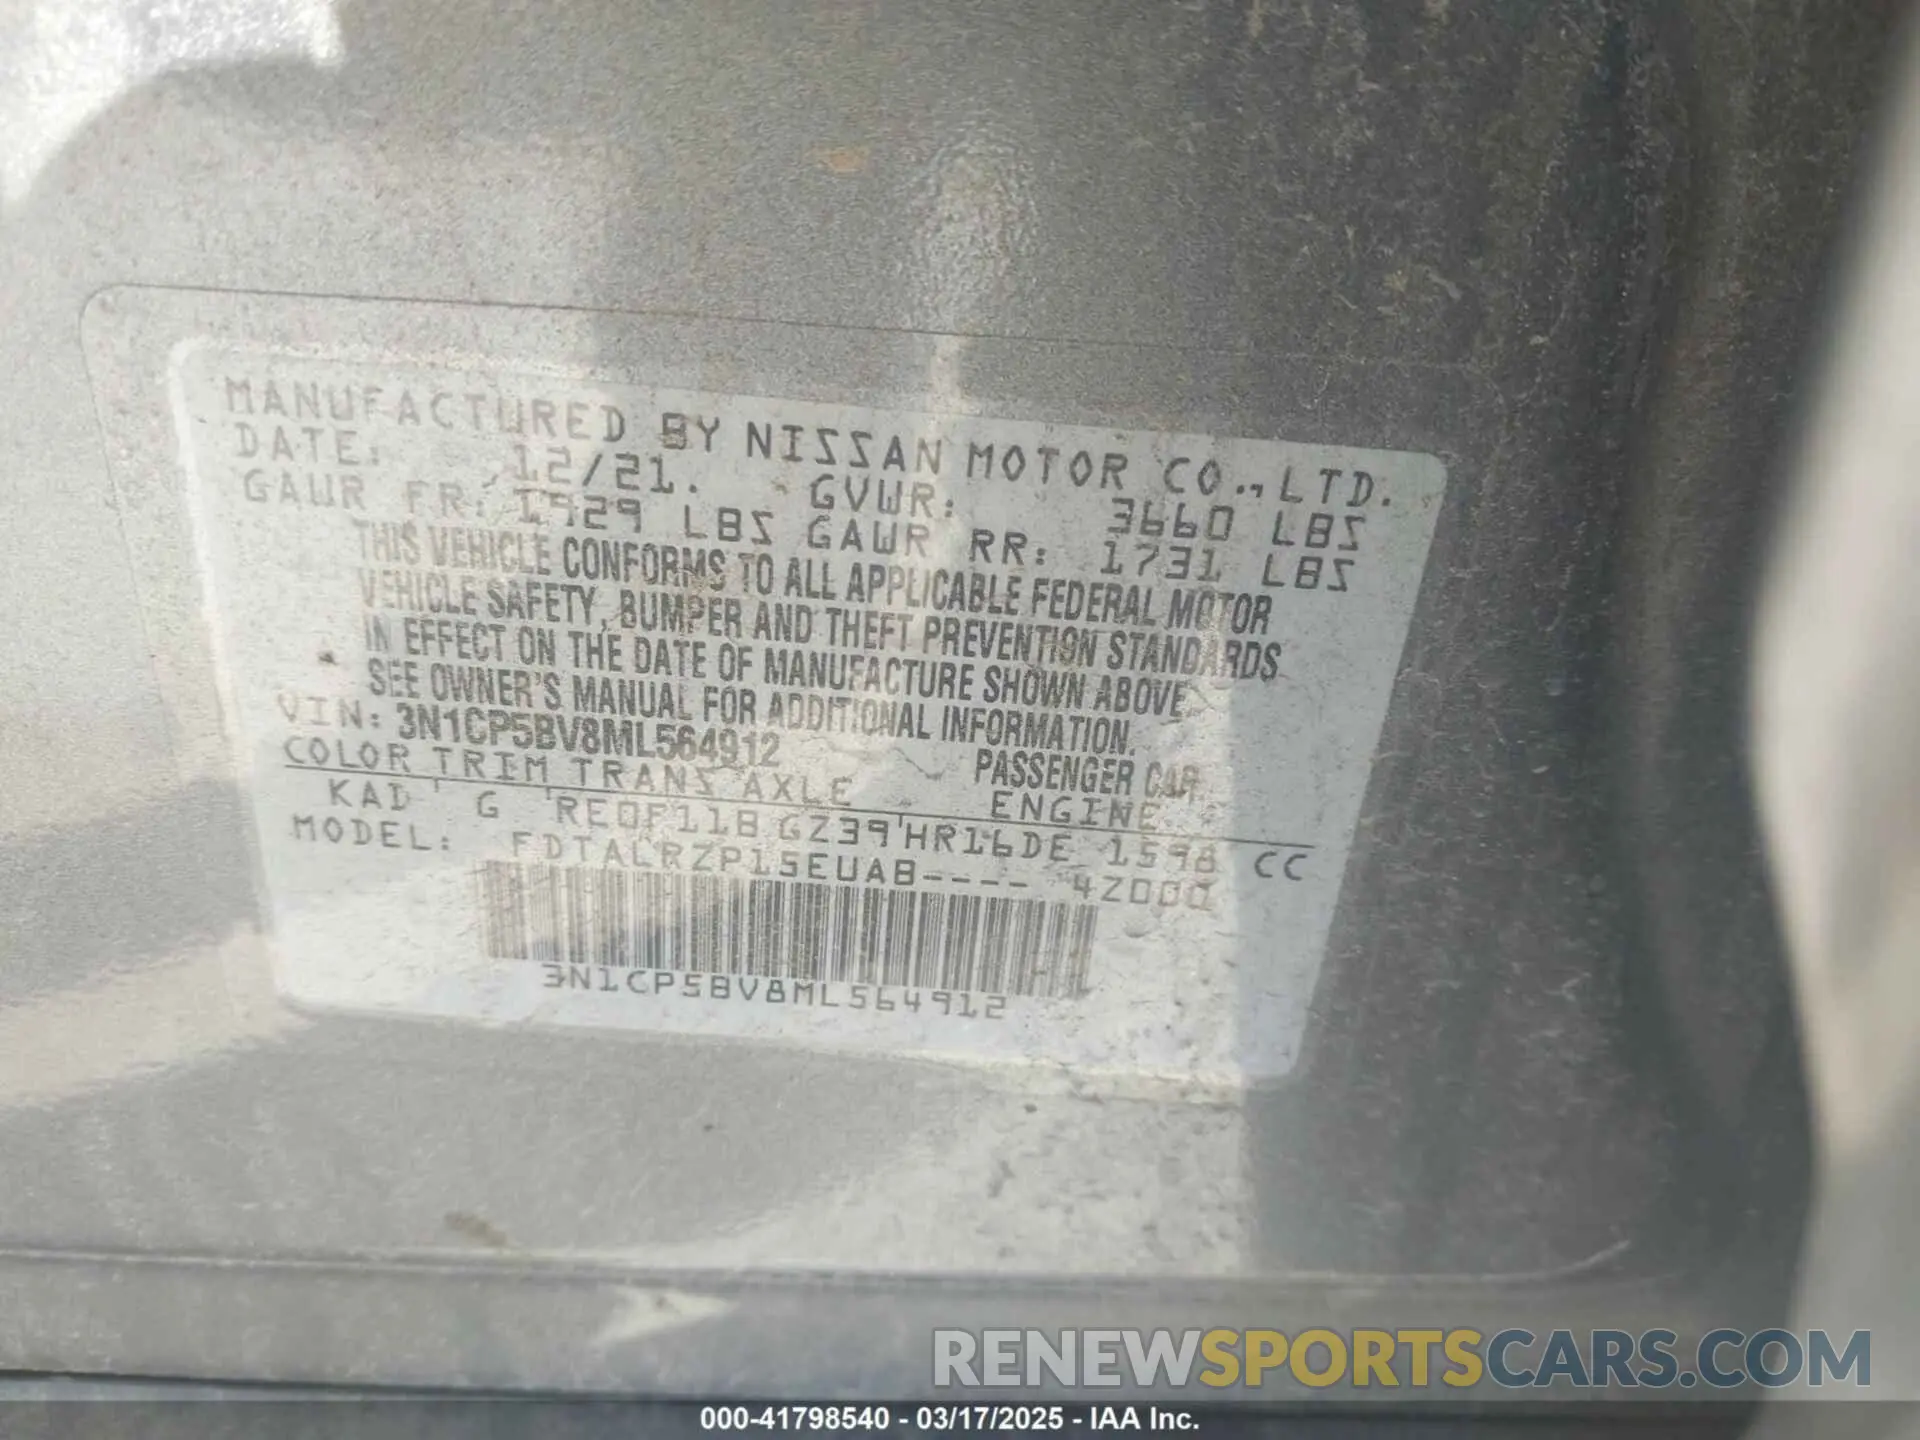 MANUFACTURED BY NISSAN MOTOR CO., LTD.
DATE: 12/21. GVWR: 3660 LBS
GAWR FR: 1929 LBS GAWR RR: 1731 LBS
THIS VEHICLE CONFORMS TO ALL APPLICABLE FEDERAL MOTOR
VEHICLE SAFETY, BUMPER AND THEFT PREVENTION STANDARDS
IN EFFECT ON THE DATE OF MANUFACTURE SHOWN ABOVE.
SEE OWNER'S MANUAL FOR ADDITIONAL INFORMATION.
VIN: 3N1CP5BV8ML564912 PASSENGER CAR
COLOR TRIM TRANS AXLE ENGINE
KAD G RE0F11B GZ39 HR16DE 1598 CC
MODEL: FDTALRZP15EUAB---- 4Z000
3N1CP5BV8ML564912
RENEWSPORTSCARS.COM
000-41798540 - 03/17/2025 - IAA Inc.